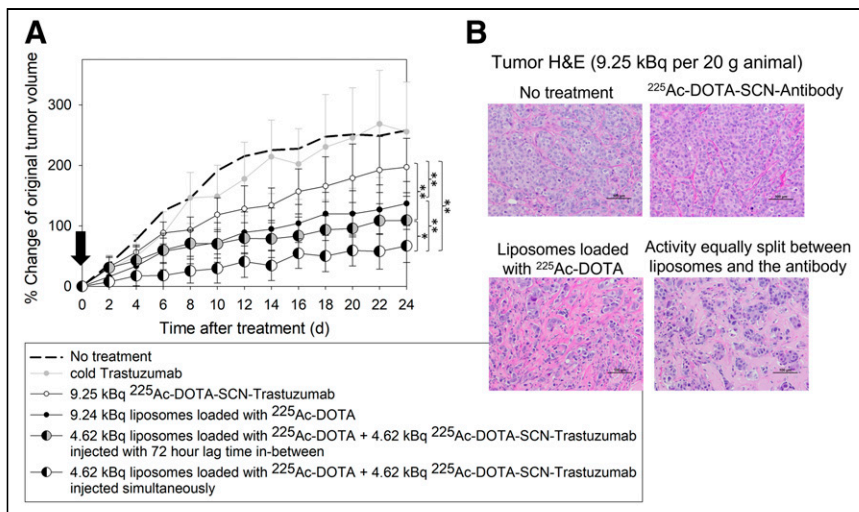 A
B
Tumor H&E (9.25 kBq per 20 g animal)
No treatment
225Ac-DOTA-SCN-Antibody
% Change of original tumor volume
300
200
100
0
0 2 4 6 8 10 12 14 16 18 20 22 24
Time after treatment (d)
** ** ** * **
Liposomes loaded
with 225Ac-DOTA
Activity equally split between
liposomes and the antibody
No treatment
cold Trastuzumab
9.25 kBq 225Ac-DOTA-SCN-Trastuzumab
9.24 kBq liposomes loaded with 225Ac-DOTA
4.62 kBq liposomes loaded with 225Ac-DOTA + 4.62 kBq 225Ac-DOTA-SCN-Trastuzumab
injected with 72 hour lag time in-between
4.62 kBq liposomes loaded with 225Ac-DOTA + 4.62 kBq 225Ac-DOTA-SCN-Trastuzumab
injected simultaneously